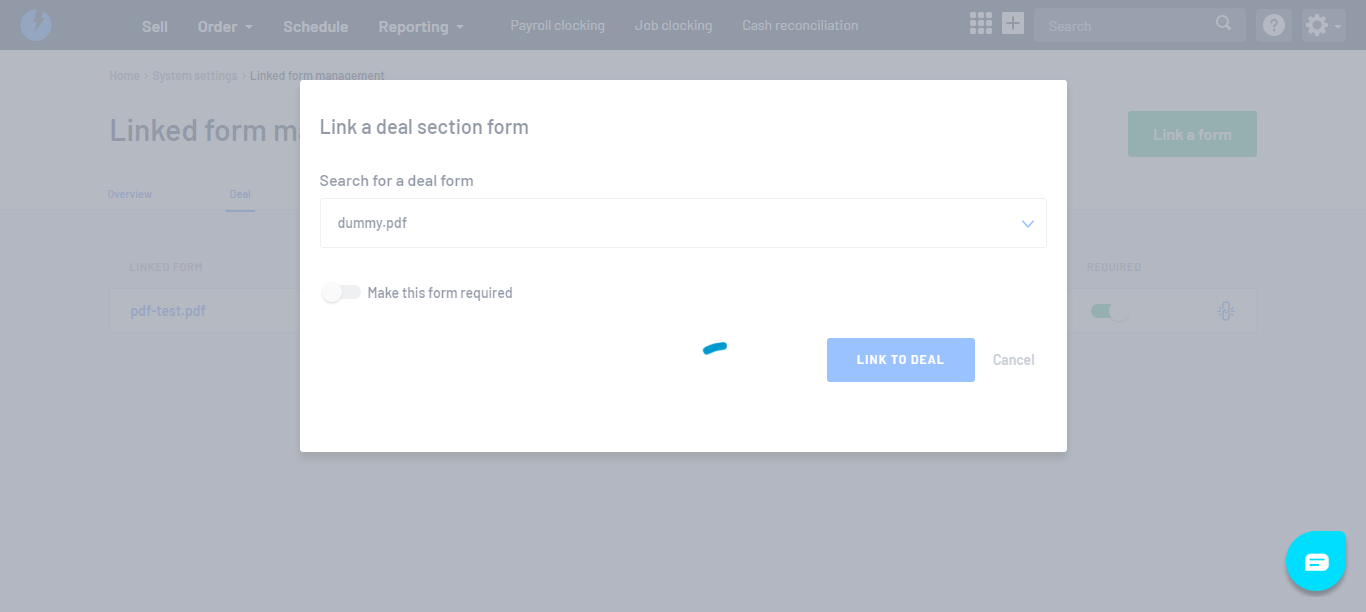 Sell Order Schedule Reporting Payroll clocking Job clocking Cash reconciliation Search
Home › System settings › Linked form management
Linked form ma
Link a form
Overview Deal
LINKED FORM REQUIRED
pdf-test.pdf
Link a deal section form
Search for a deal form
dummy.pdf
Make this form required
LINK TO DEAL Cancel